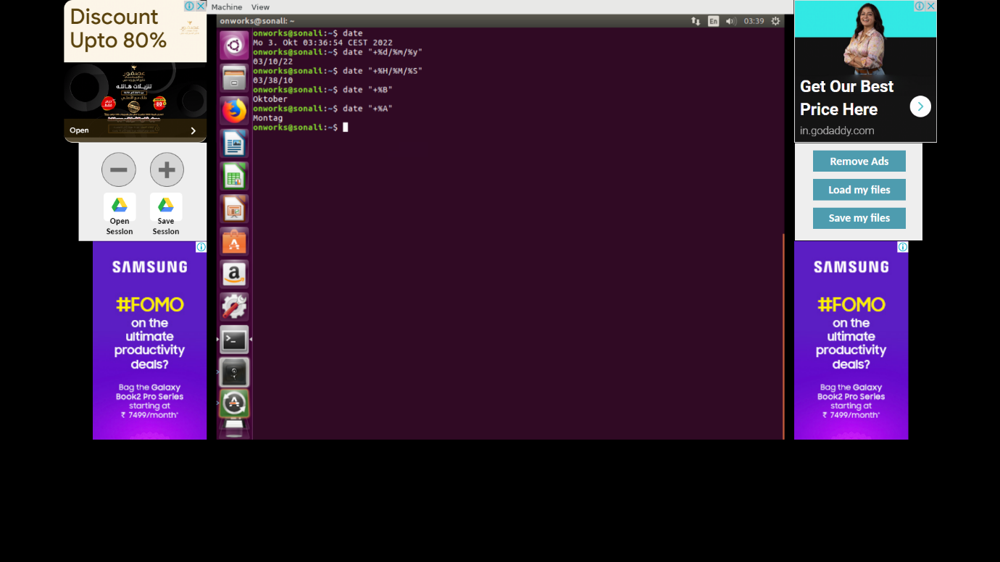 Discount
Upto 80%
عصفور
تنزيلات هائلة
Open
Machine View
onworks@sonali: ~
En
03:39
onworks@sonali:~$ date
Mo 3. Okt 03:36:54 CEST 2022
onworks@sonali:~$ date "+%d/%m/%y"
03/10/22
onworks@sonali:~$ date "+%H/%M/%S"
03/38/10
onworks@sonali:~$ date "+%B"
Oktober
onworks@sonali:~$ date "+%A"
Montag
onworks@sonali:~$
Get Our Best
Price Here
in.godaddy.com
Open
Session
Save
Session
Remove Ads
Load my files
Save my files
SAMSUNG
#FOMO
on the
ultimate
productivity
deals?
Bag the Galaxy
Book2 Pro Series
starting at
₹ 7499/month*
SAMSUNG
#FOMO
on the
ultimate
productivity
deals?
Bag the Galaxy
Book2 Pro Series
starting at
₹ 7499/month*